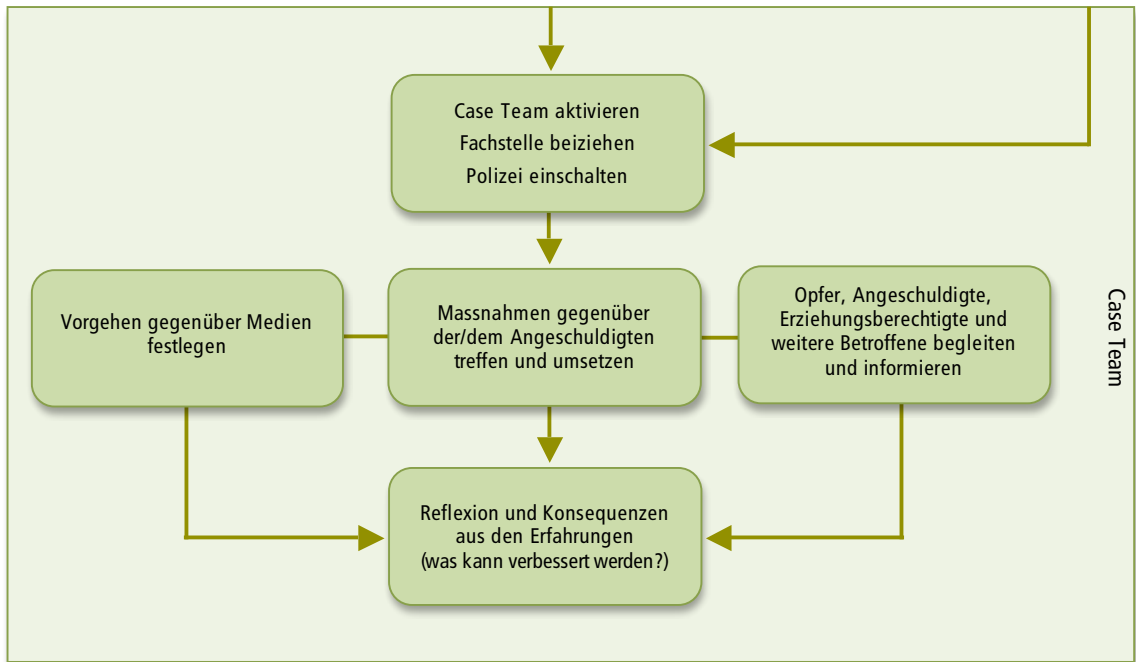 Case Team aktivieren
Fachstelle beiziehen
Polizei einschalten
Vorgehen gegenüber Medien
festlegen
Massnahmen gegenüber
der/dem Angeschuldigten
treffen und umsetzen
Opfer, Angeschuldigte,
Erziehungsberechtigte und
weitere Betroffene begleiten
und informieren
Case Team
Reflexion und Konsequenzen
aus den Erfahrungen
(was kann verbessert werden?)